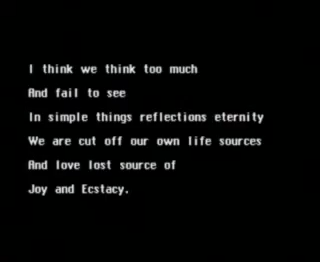 I think we think too much
And fail to see
In simple things reflections eternity
We are cut off our own life sources
And love lost source of
Joy and Ecstacy.